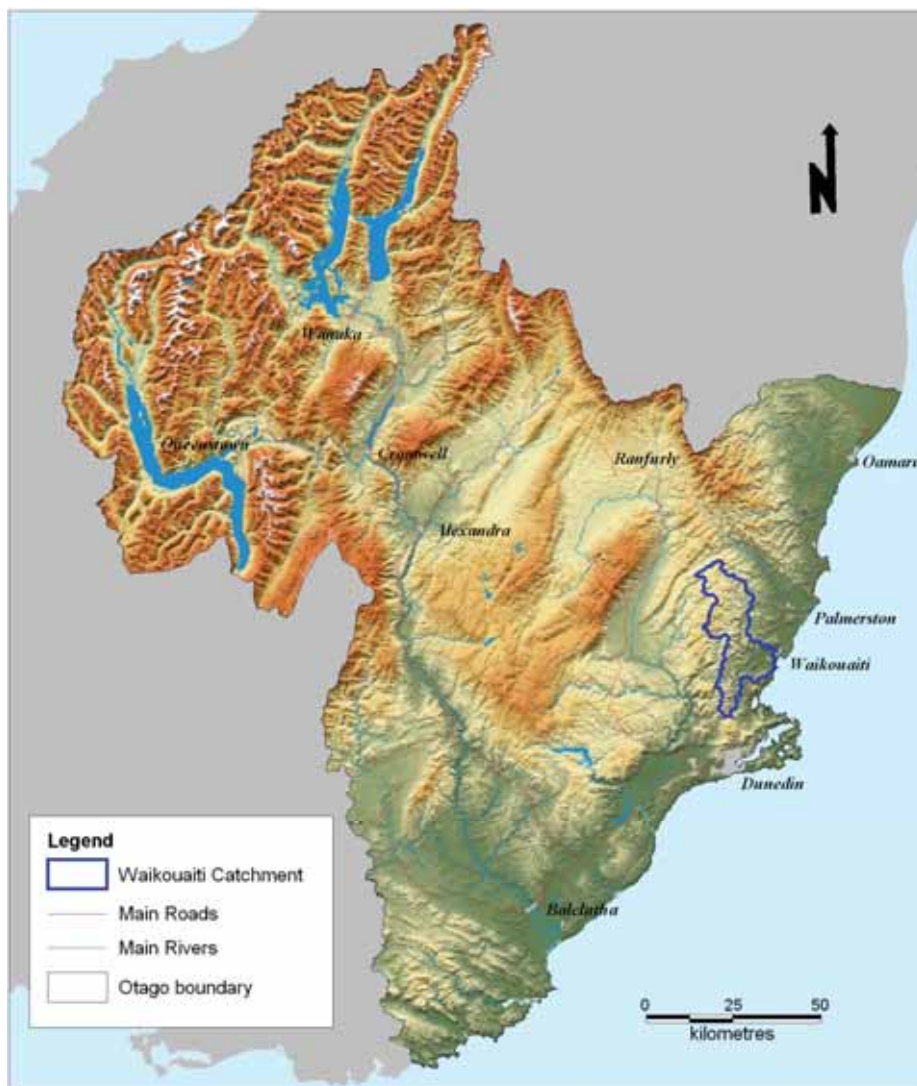 N
Wanaka
Queenstown
Cromwell
Ranfurly
Oamaru
Alexandra
Palmerston
Waikouaiti
Dunedin
Balclutha
Legend
Waikouaiti Catchment
Main Roads
Main Rivers
Otago boundary
0 25 50
kilometres